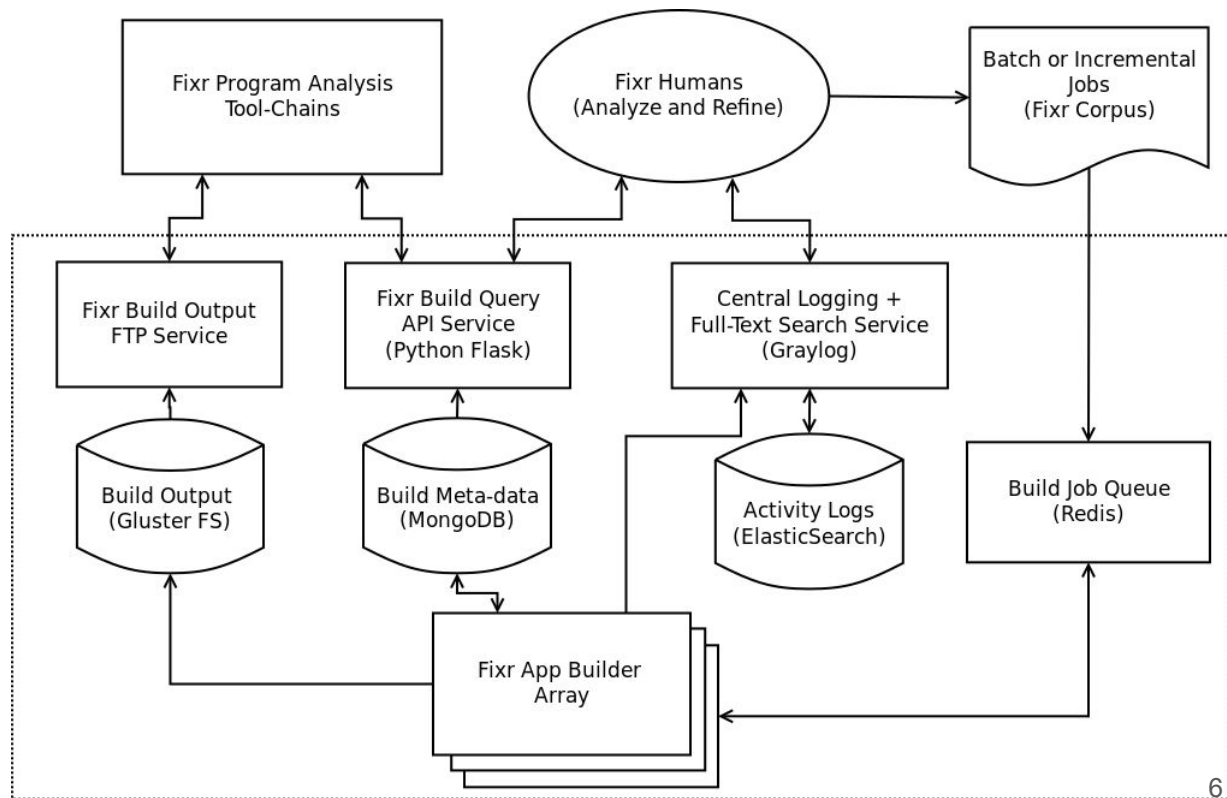 Fixr Program Analysis
Tool-Chains
Fixr Humans
(Analyze and Refine)
Batch or Incremental
Jobs
(Fixr Corpus)
Fixr Build Output
FTP Service
Fixr Build Query
API Service
(Python Flask)
Central Logging +
Full-Text Search Service
(Graylog)
Build Output
(Gluster FS)
Build Meta-data
(MongoDB)
Activity Logs
(ElasticSearch)
Build Job Queue
(Redis)
Fixr App Builder
Array
6